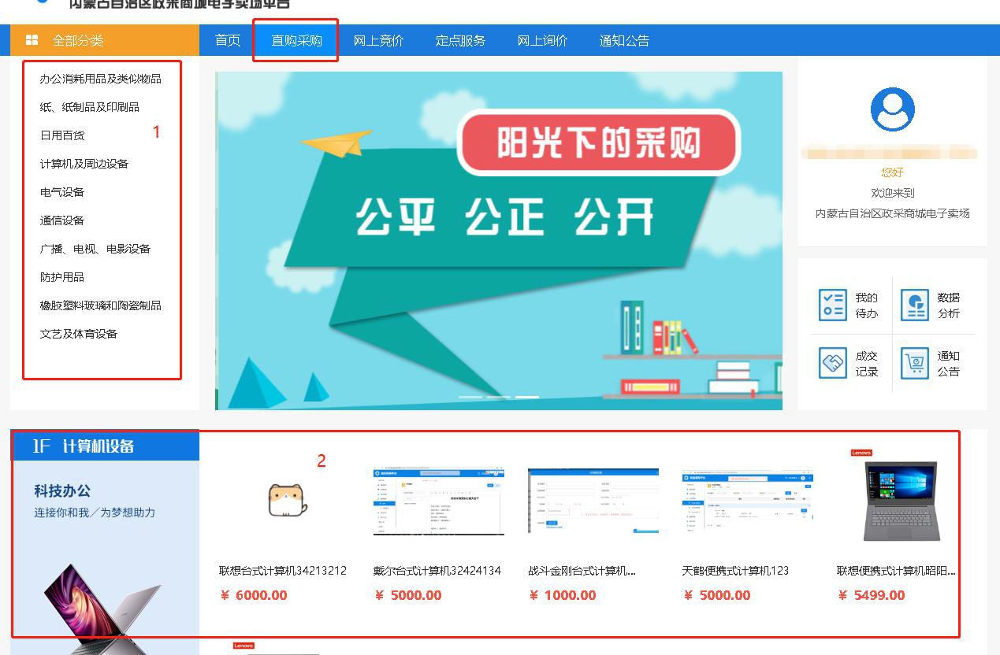 内蒙古自治区政采商城电子卖场平台
全部分类
首页 直购采购 网上竞价 定点服务 网上询价 通知公告
办公消耗用品及类似物品
纸、纸制品及印刷品
日用百货
1
计算机及周边设备
电气设备
通信设备
广播、电视、电影设备
防护用品
橡胶塑料玻璃和陶瓷制品
文艺及体育设备
阳光下的采购
公平 公正 公开
您好
欢迎来到
内蒙古自治区政采商城电子卖场
我的
待办
数据
分析
成交
记录
通知
公告
1F 计算机设备
科技办公
连接你和我／为梦想助力
2
Lenovo
联想台式计算机34213212
¥ 6000.00
戴尔台式计算机32424134
¥ 5000.00
战斗金刚台式计算机...
¥ 1000.00
天鹤便携式计算机123
¥ 5000.00
联想便携式计算机昭阳...
¥ 5499.00
Lenovo